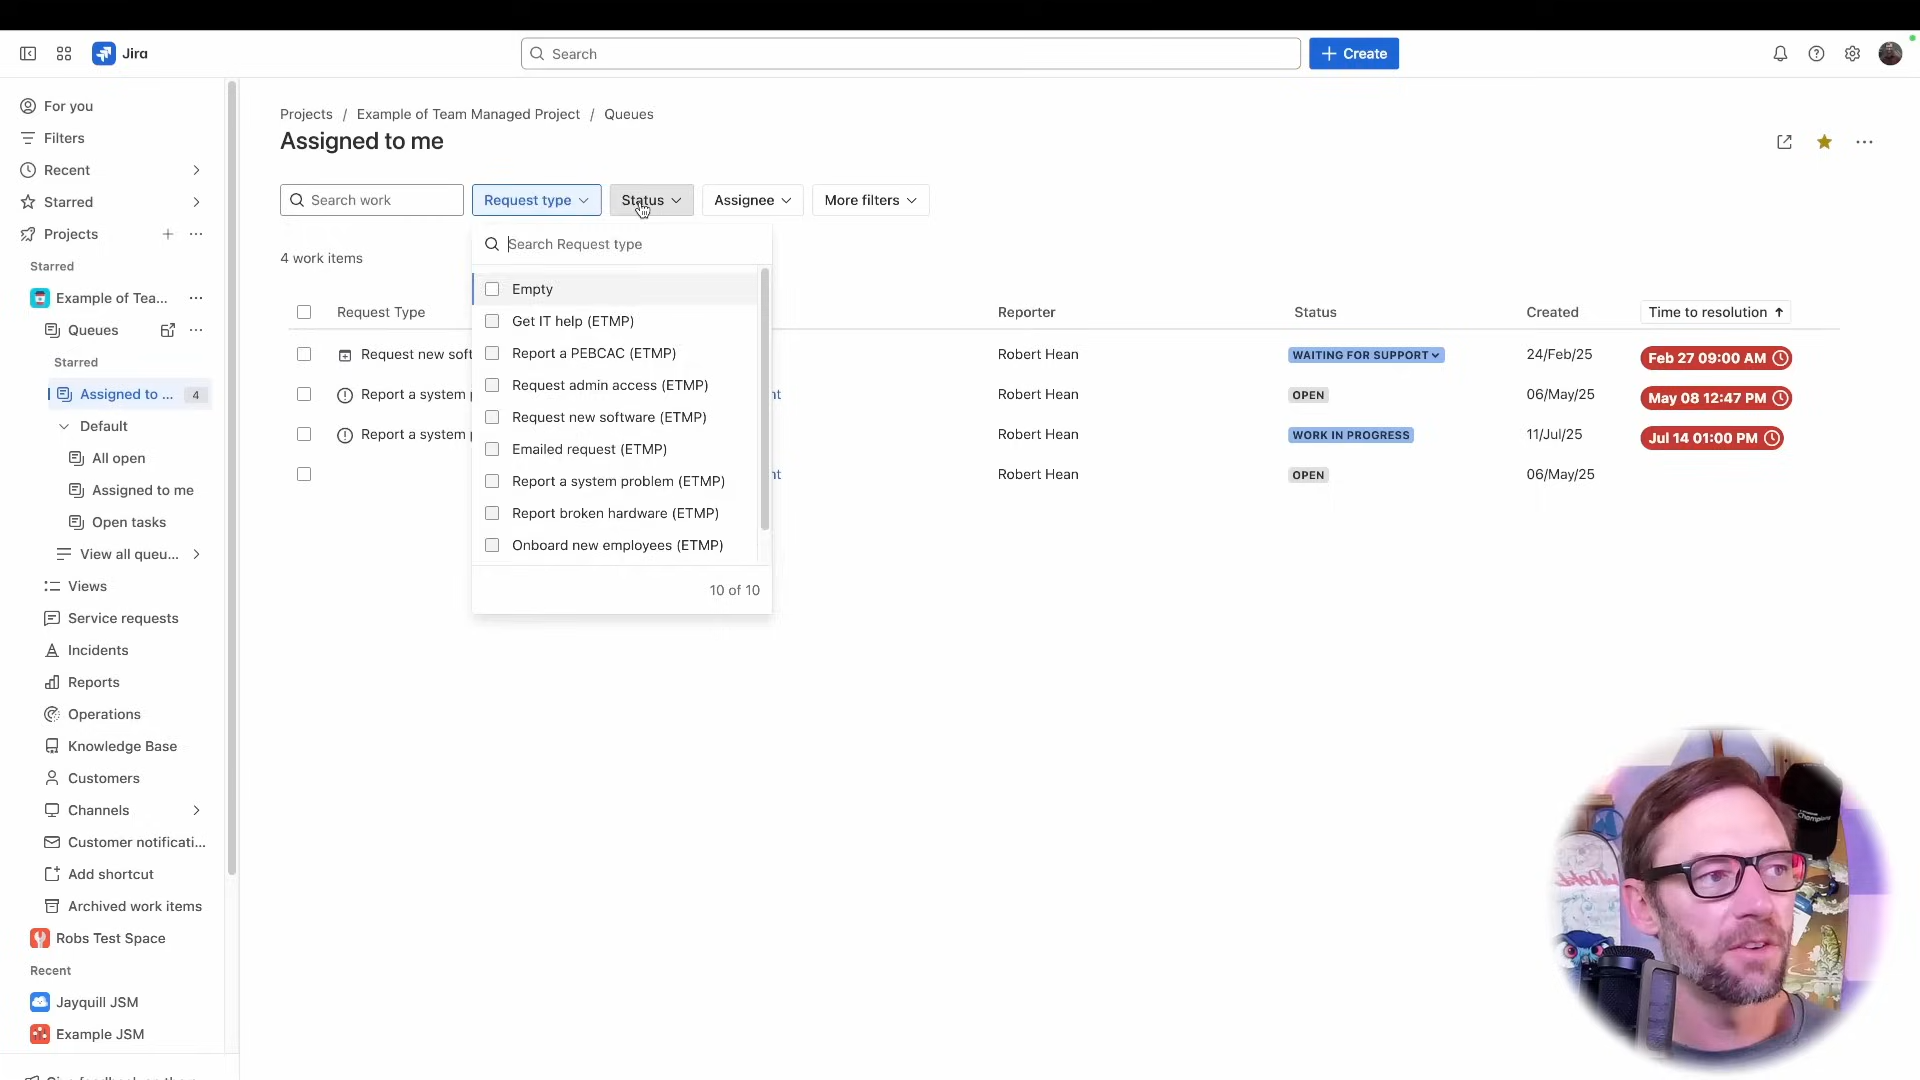 Jira
Search
Create
For you
Filters
Recent
Starred
Projects
Starred
Example of Tea...
Queues
Starred
Assigned to ... 4
Default
All open
Assigned to me
Open tasks
View all queu...
Views
Service requests
Incidents
Reports
Operations
Knowledge Base
Customers
Channels
Customer notificati...
Add shortcut
Archived work items
Robs Test Space
Recent
Jayquill JSM
Example JSM
Projects / Example of Team Managed Project / Queues
Assigned to me
Search work Request type Status Assignee More filters
4 work items
Search Request type
Empty
Get IT help (ETMP)
Report a PEBCAC (ETMP)
Request admin access (ETMP)
Request new software (ETMP)
Emailed request (ETMP)
Report a system problem (ETMP)
Report broken hardware (ETMP)
Onboard new employees (ETMP)
10 of 10
Request Type Reporter Status Created Time to resolution
Request new soft Robert Hean WAITING FOR SUPPORT 24/Feb/25 Feb 27 09:00 AM
Report a system nt Robert Hean OPEN 06/May/25 May 08 12:47 PM
Report a system Robert Hean WORK IN PROGRESS 11/Jul/25 Jul 14 01:00 PM
nt Robert Hean OPEN 06/May/25